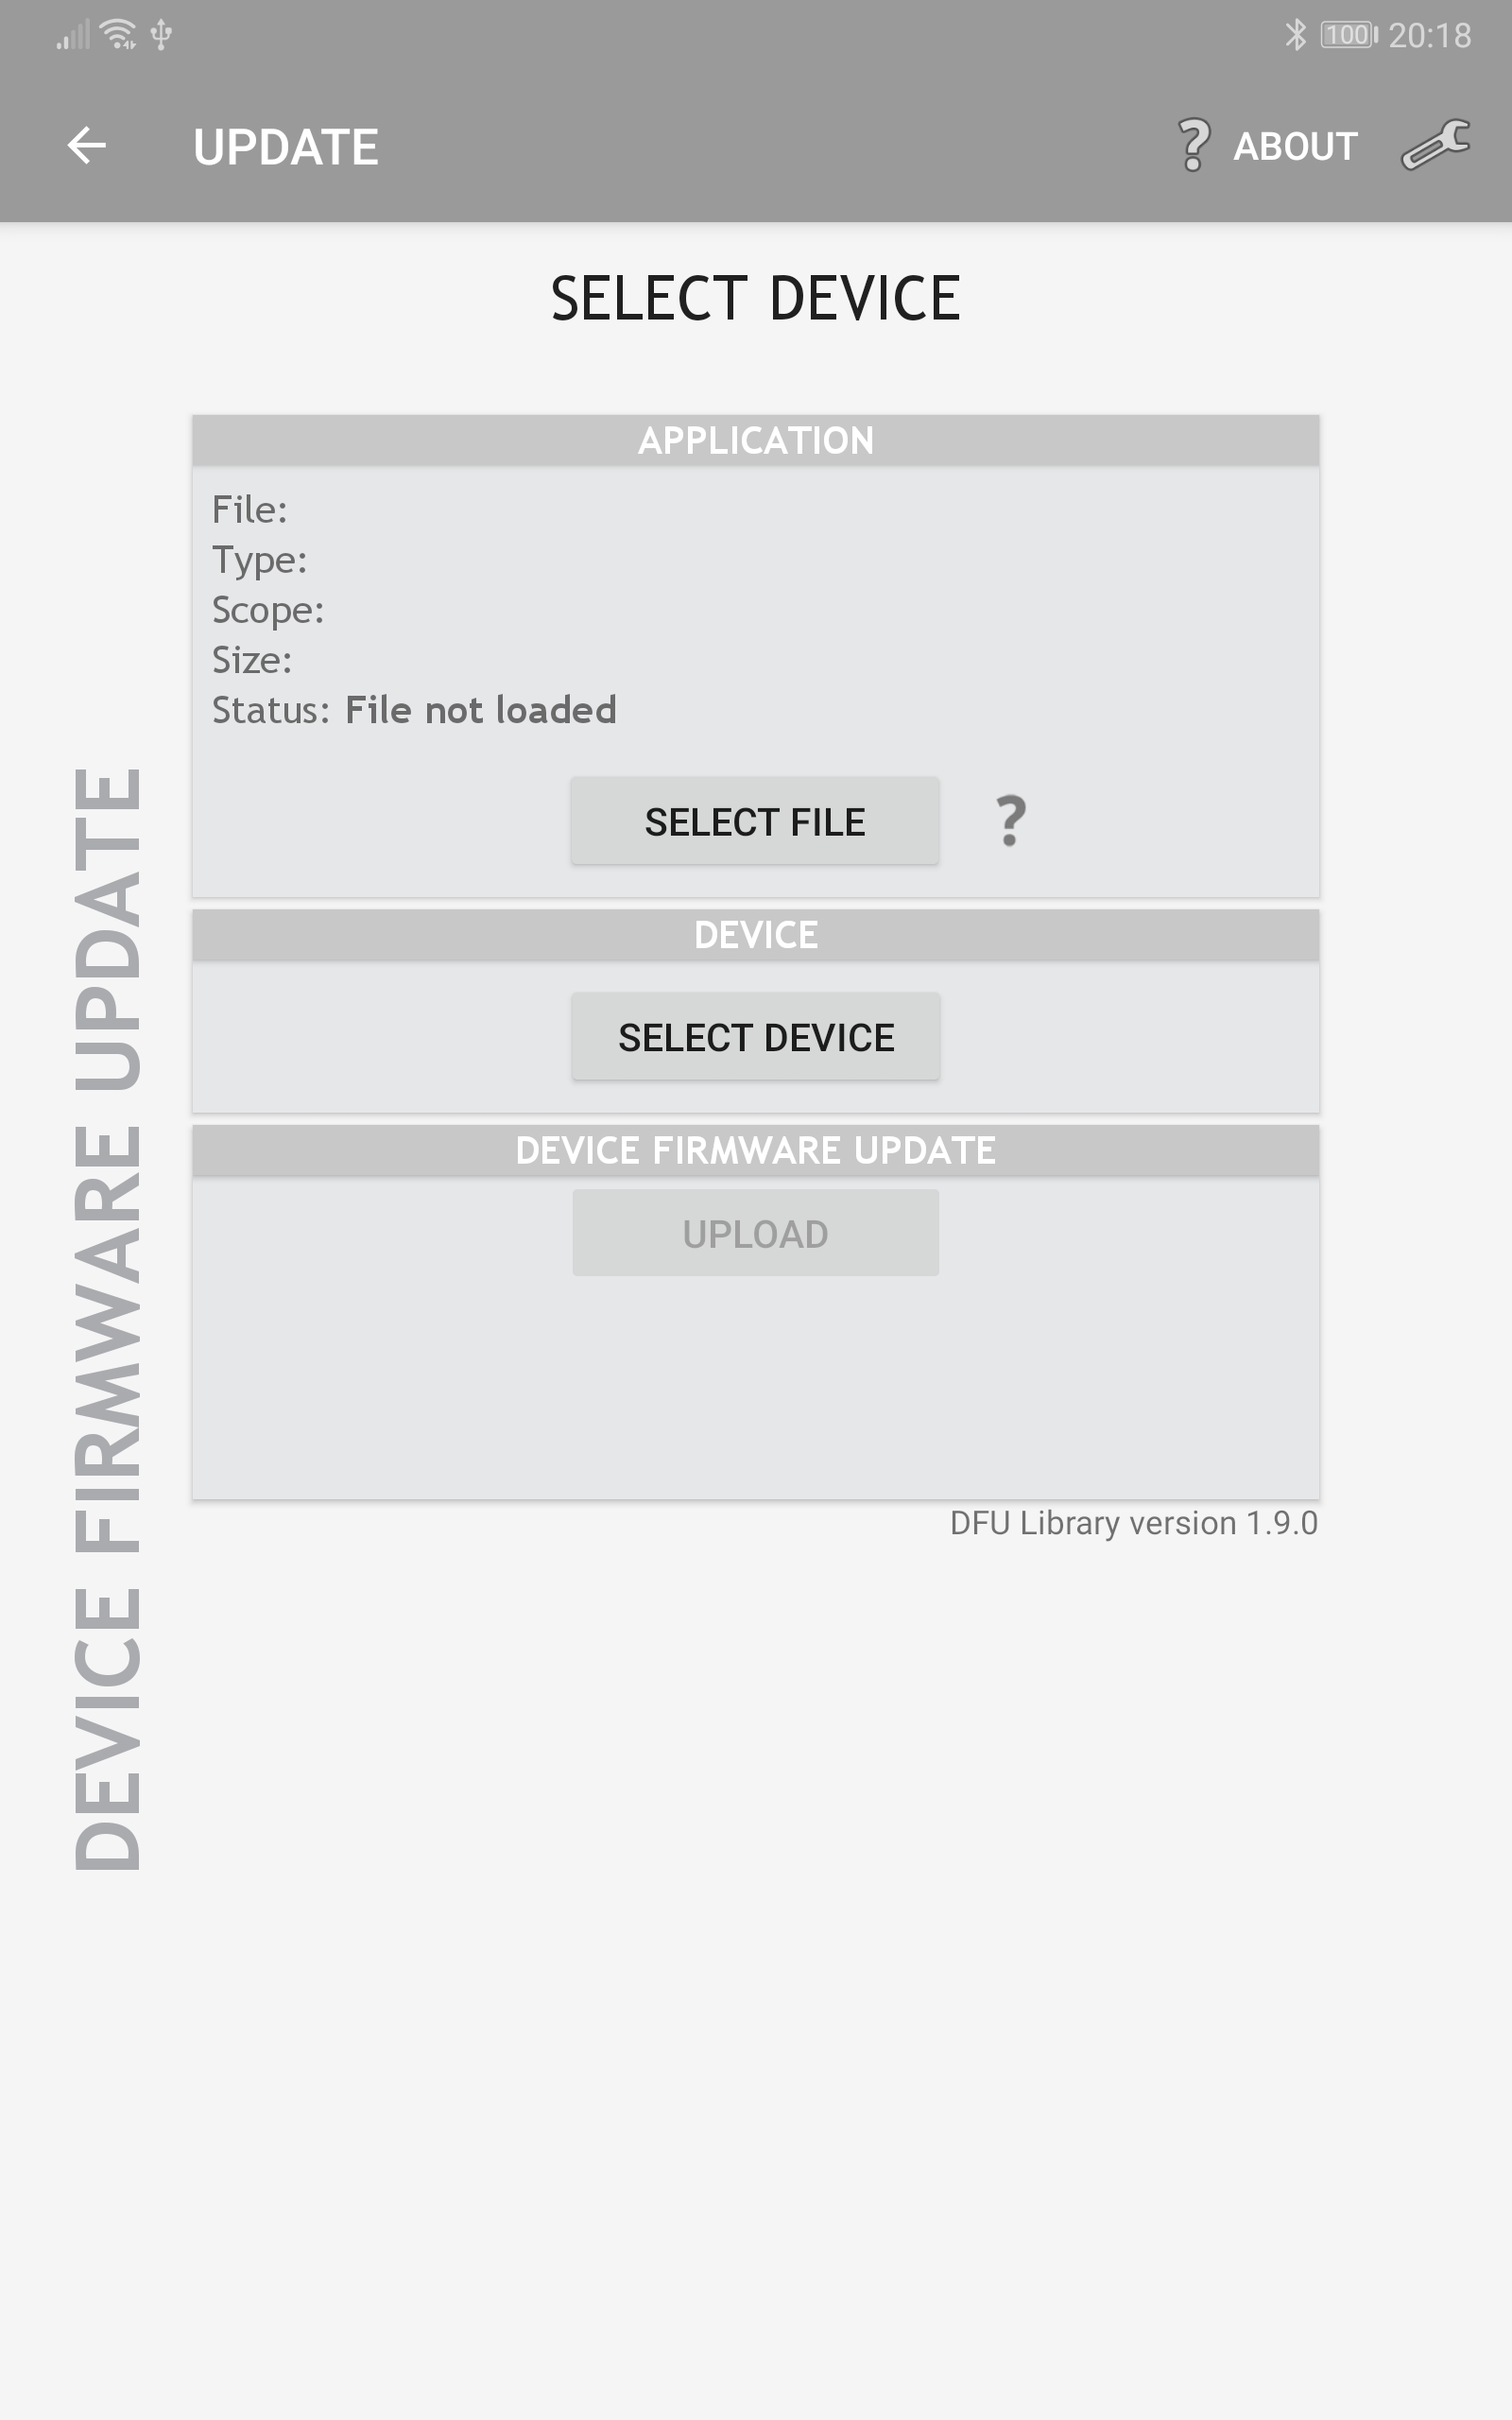 100 20:18
UPDATE ? ABOUT
SELECT DEVICE
APPLICATION
File:
Type:
Scope:
Size:
Status: File not loaded
SELECT FILE ?
DEVICE
SELECT DEVICE
DEVICE FIRMWARE UPDATE
UPLOAD
DFU Library version 1.9.0
DEVICE FIRMWARE UPDATE